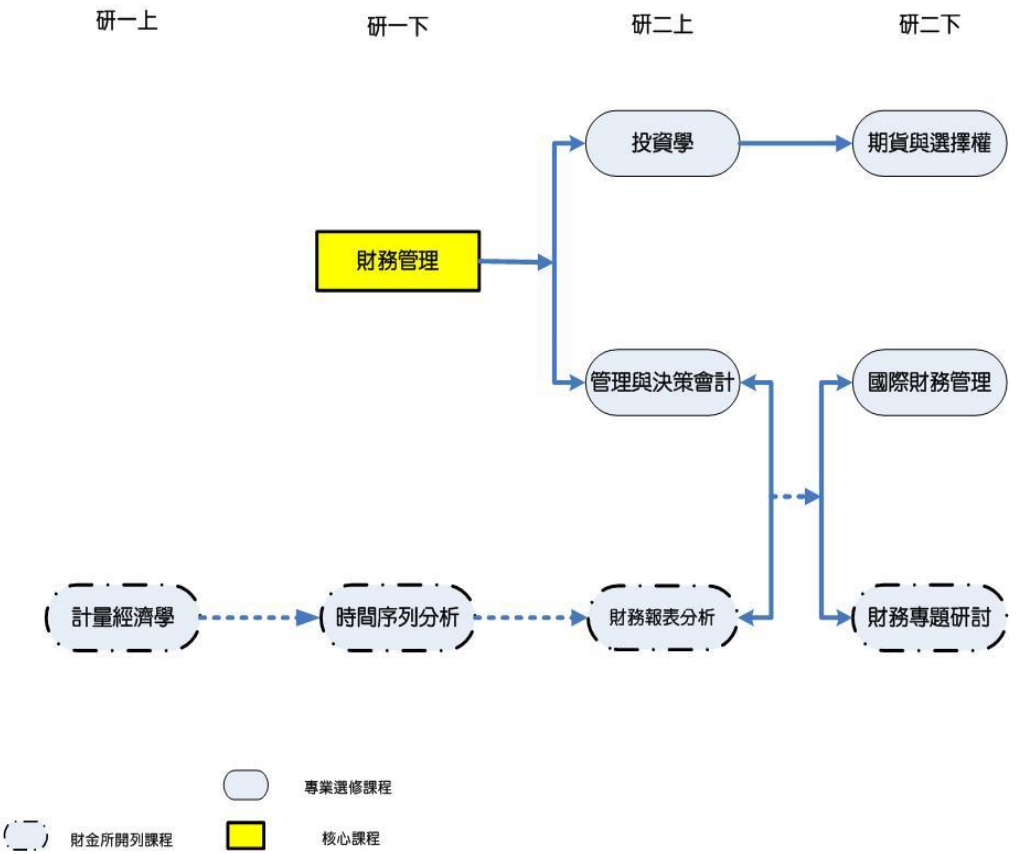 研一上
研一下
研二上
研二下
投資學
期貨與選擇權
財務管理
管理與決策會計
國際財務管理
計量經濟學
時間序列分析
財務報表分析
財務專題研討
專業選修課程
財金所開列課程
核心課程